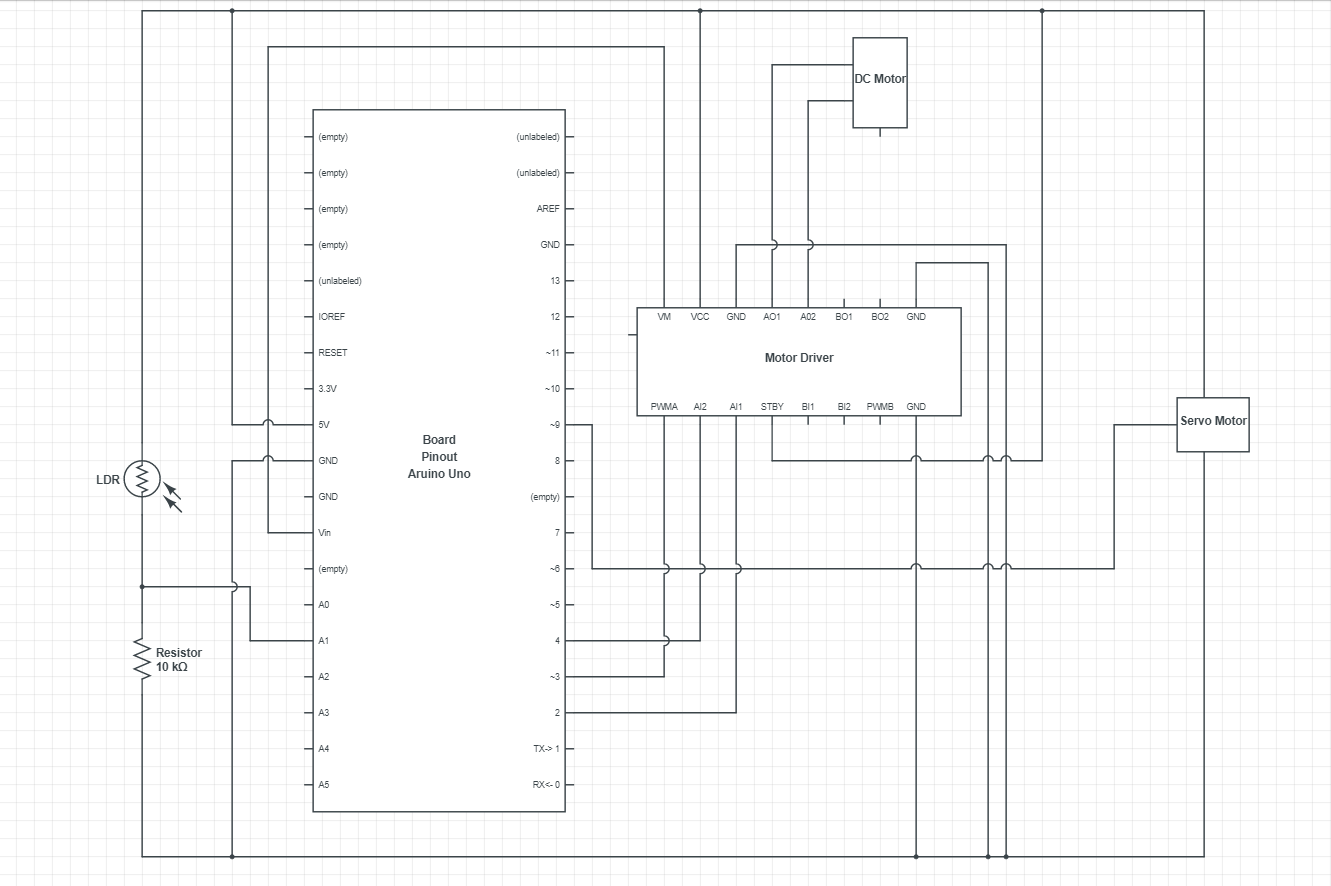 DC Motor
(empty)
(unlabeled)
(empty)
(unlabeled)
(empty)
AREF
(empty)
GND
(unlabeled)
13
IOREF
12
RESET
~11
3.3V
~10
5V
~9
GND
8
GND
(empty)
Vin
7
(empty)
~6
A0
~5
A1
4
A2
~3
A3
2
A4
TX-> 1
A5
RX<- 0
Board
Pinout
Aruino Uno
VM VCC GND AO1 A02 BO1 BO2 GND
Motor Driver
PWMA AI2 AI1 STBY BI1 BI2 PWMB GND
Servo Motor
LDR
Resistor
10 kΩ